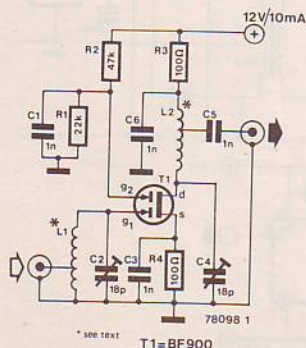 12V/10mA
R2
47k
R3
100Ω
C1
1n
R1
22k
C6
1n
L2
*
C5
1n
T1
g2
g1
d
s
*
L1
C2
18p
C3
1n
R4
100Ω
C4
18p
78098 1
* see text
T1=BF900